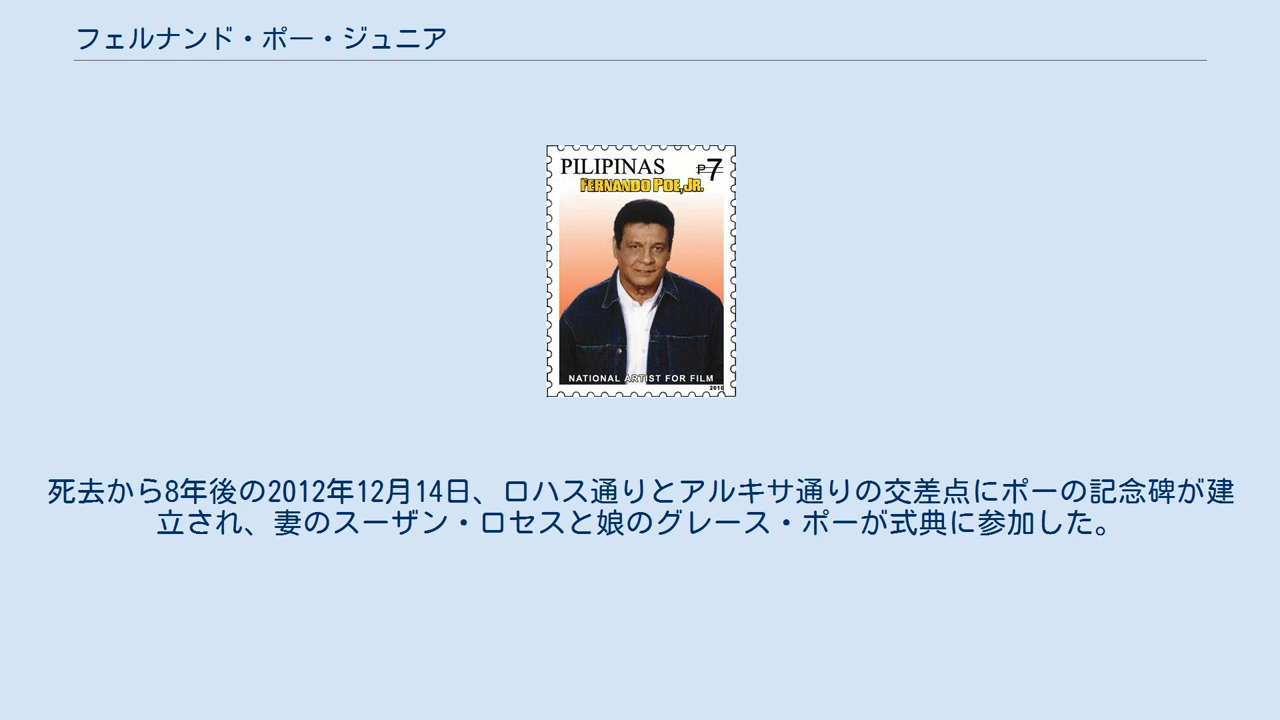 フェルナンド・ポー・ジュニア
PILIPINAS ₱7
FERNANDO POE, JR.
NATIONAL ARTIST FOR FILM
2010
死去から8年後の2012年12月14日、ロハス通りとアルキサ通りの交差点にポーの記念碑が建
立され、妻のスーザン・ロセスと娘のグレース・ポーが式典に参加した。